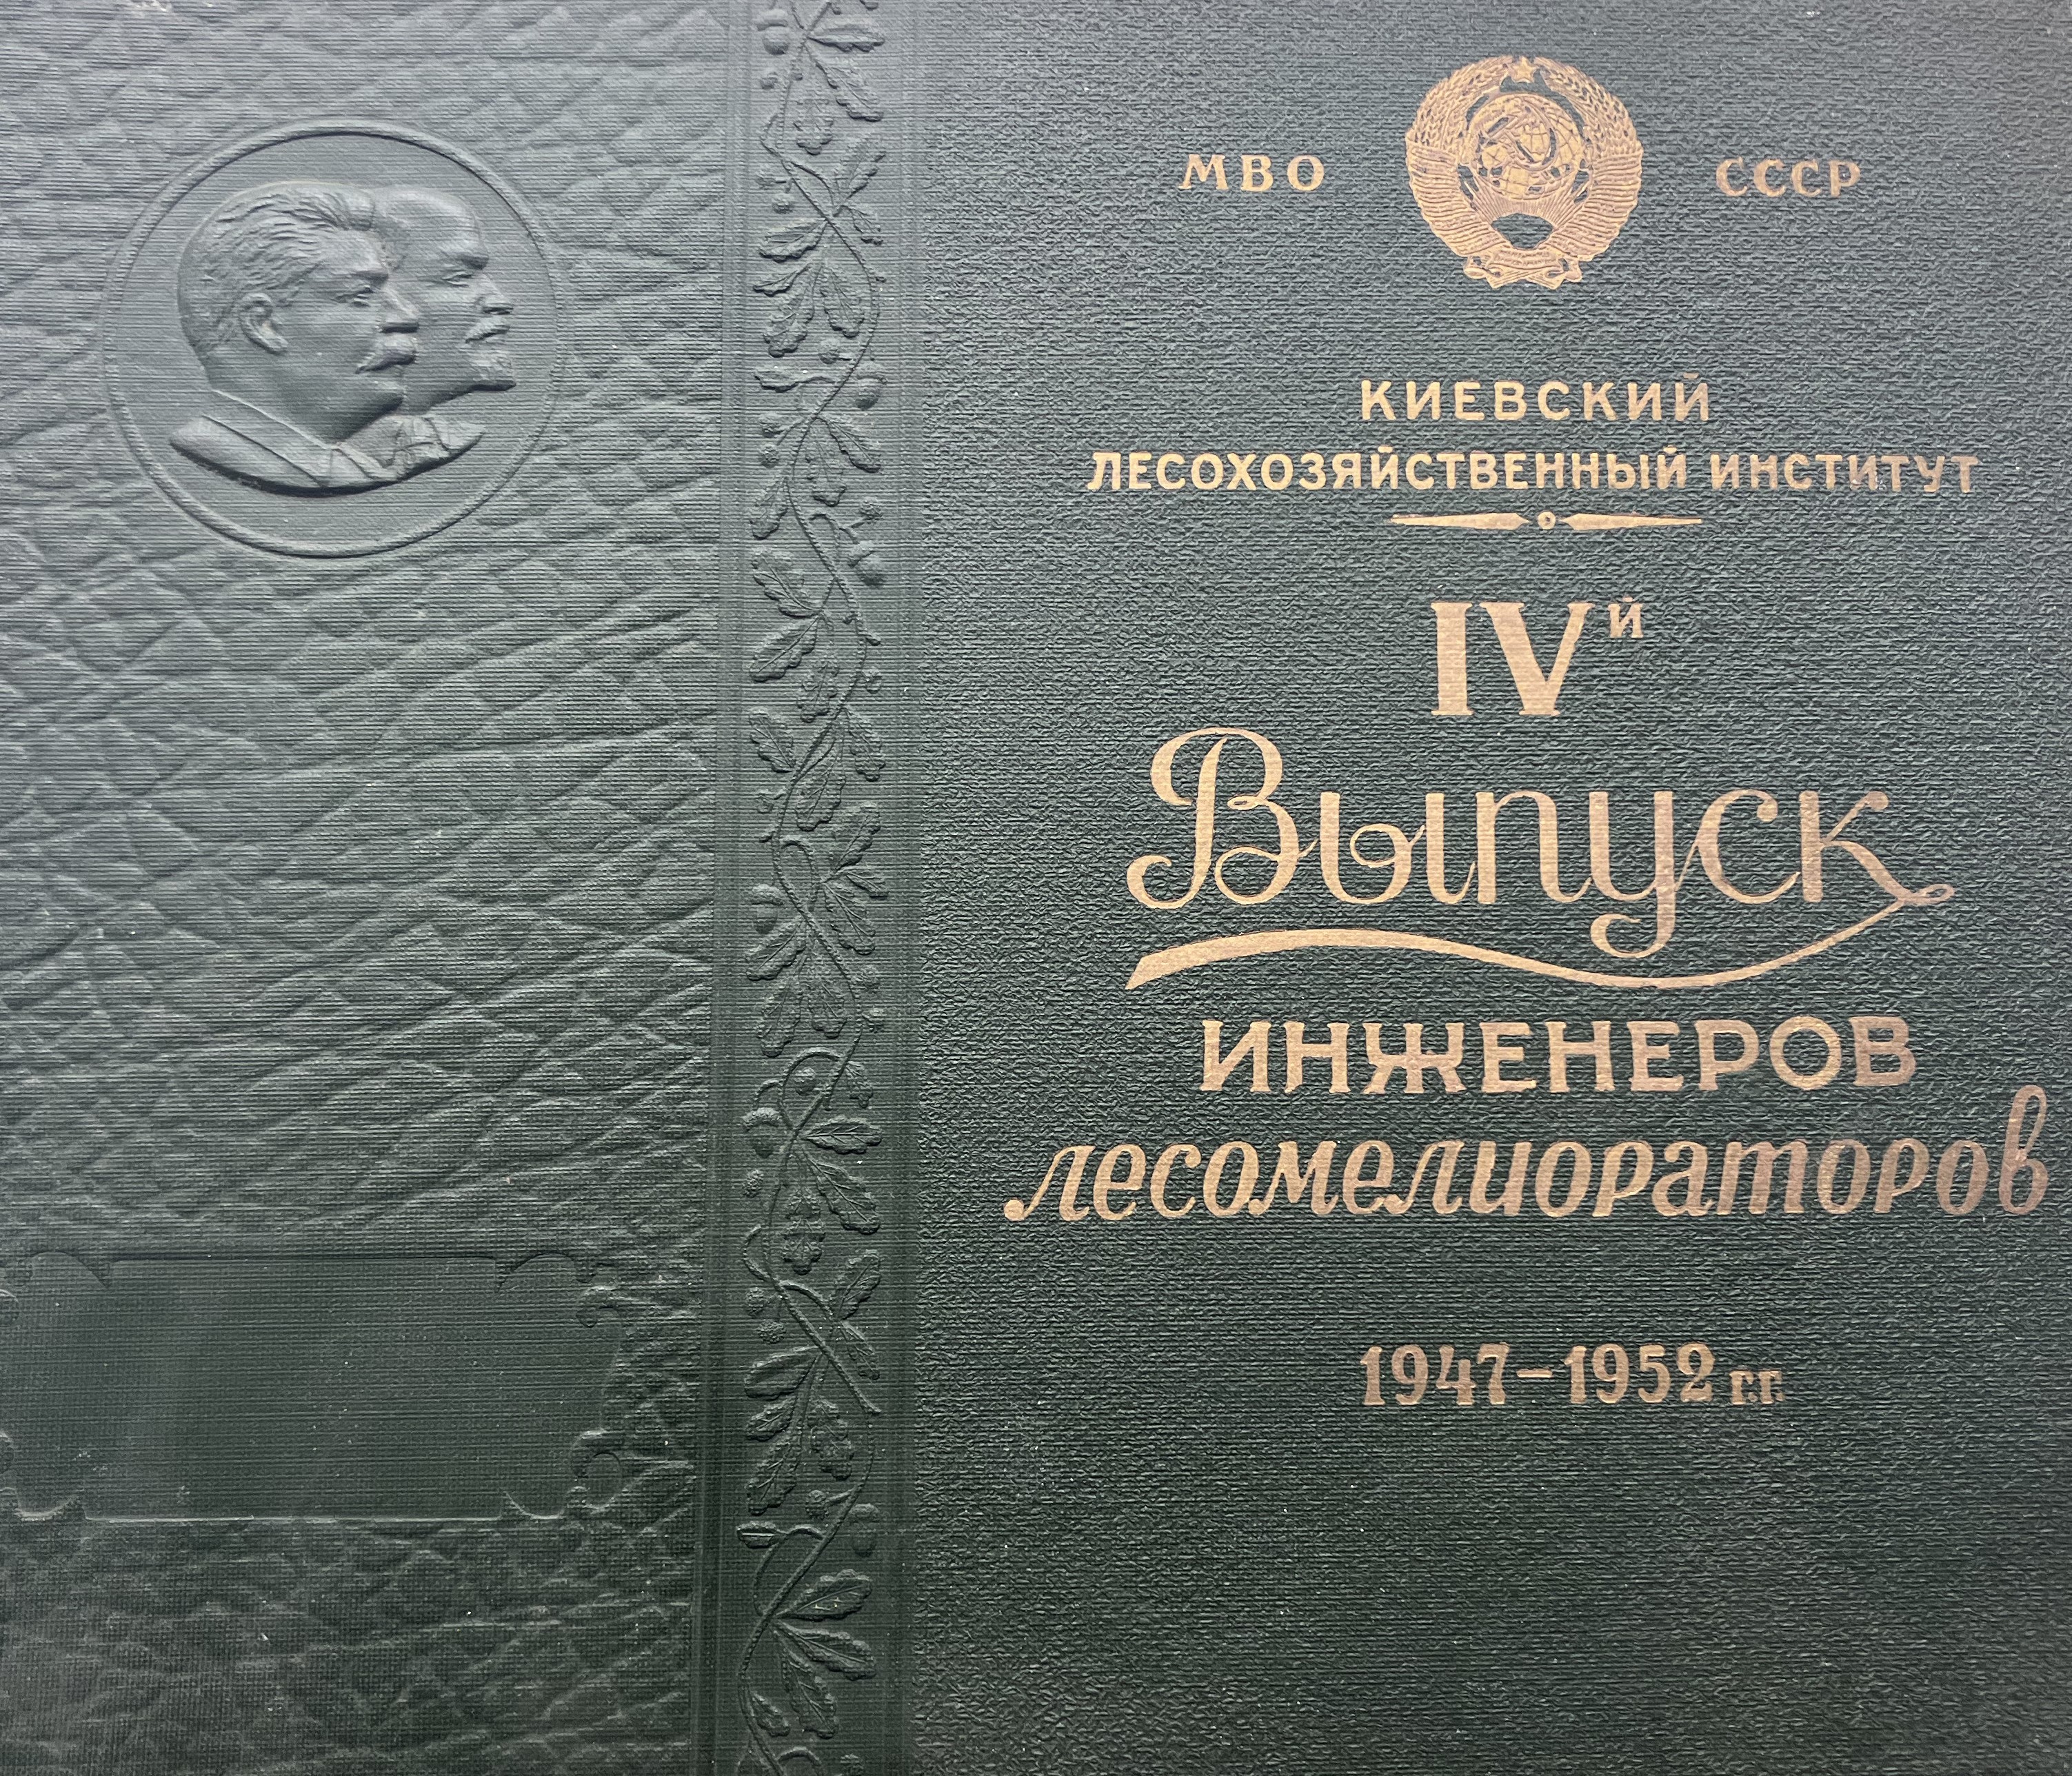 МВО СССР
КИЕВСКИЙ
ЛЕСОХОЗЯЙСТВЕННЫЙ ИНСТИТУТ
IVй
Выпуск
ИНЖЕНЕРОВ
лесомелиораторов
1947-1952 г.г.